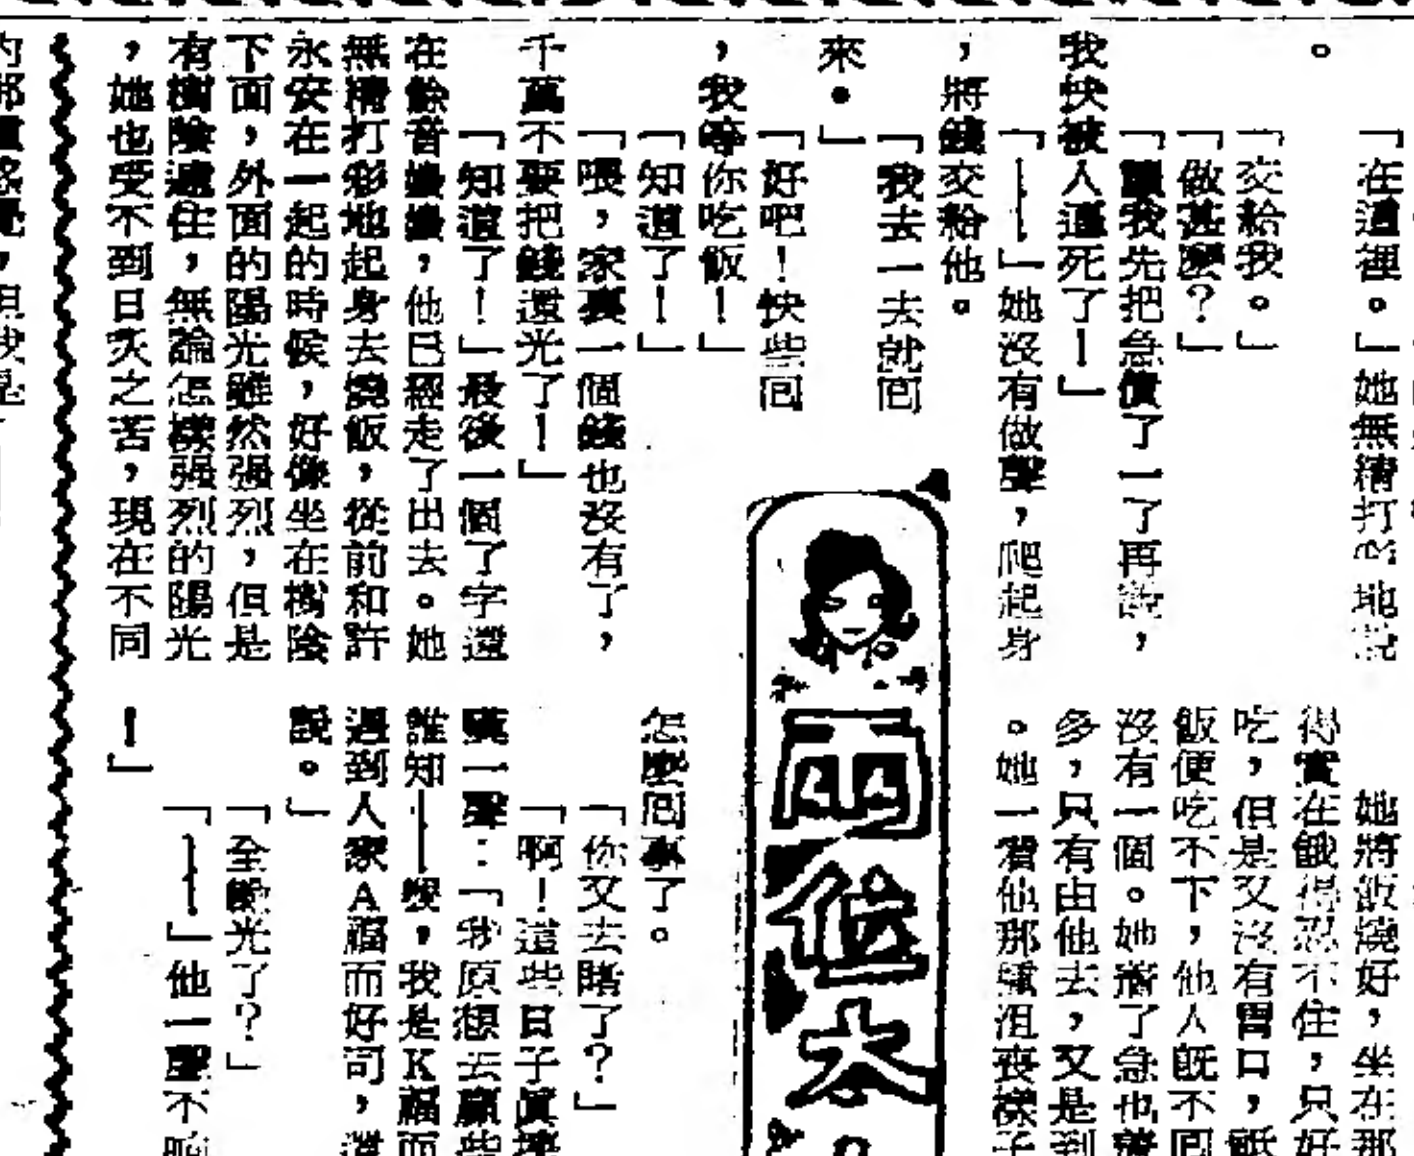 。
「在這裡。」她無精打采地說
「交給我。」
「做甚麼?」
「讓我先把急債了一了再說，
我快被人逼死了！」
「——」她沒有做聲，爬起身
，將錢交給他。
「我去一去就回
來。」
「好吧！快些回
，我等你吃飯！」
「知道了！」
「喂，家裏一個錢也沒有了，
千萬不要把錢還光了！」
「知道了！」最後一個了字還
在餘音嬝嬝，他已經走了出去。她
無精打彩地起身去燒飯，從前和許
永安在一起的時候，好像坐在樹陰
下面，外面的陽光雖然强烈，但是
有樹陰遮住，無論怎樣强烈的陽光
，她也受不到日炙之苦，現在不同
她將飯燒好，坐在那
得實在餓得忍不住，只好
吃，但是又沒有胃口，
飯便吃不下，他人旣不回
沒有一個。她着了急也
多，只有由他去，又是到
。她一看他那頹沮喪樣子
兩位太
怎麼回事了。
「你又去賭了?」
「啊！這些日子眞
嘆一聲：「我原想去贏些
誰知——唉，我是K福而
遇到人家A福而好司，還
說。」
「全輸光了?」
「——」他一聲不响
！」